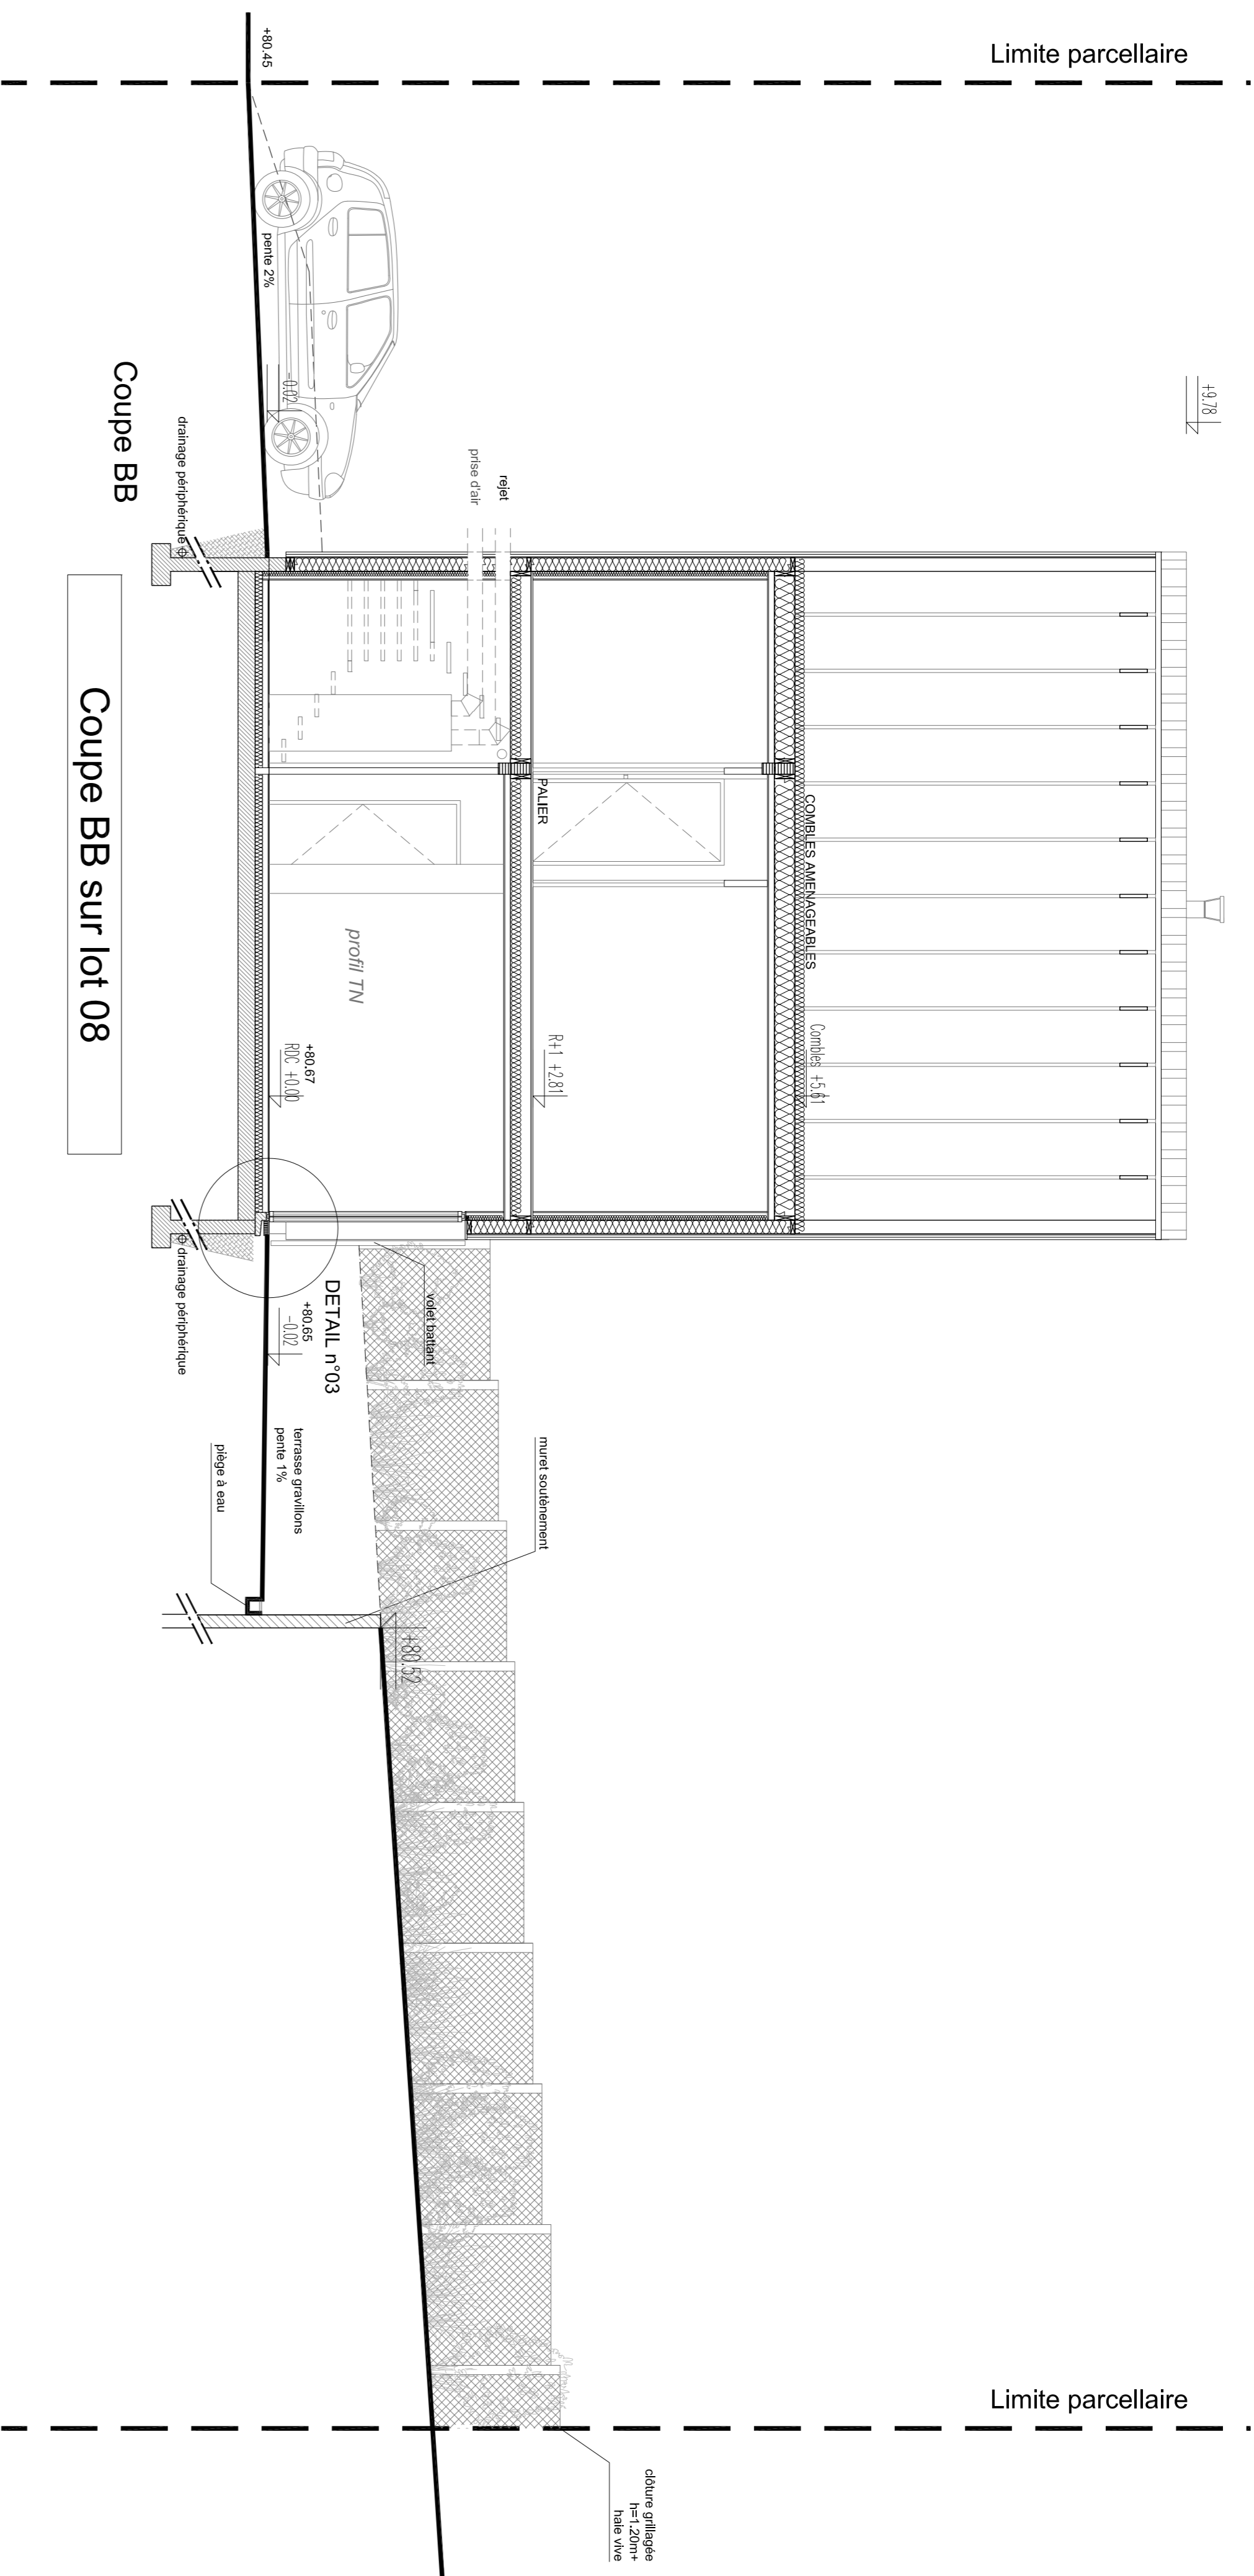 Limite parcellaire
Limite parcellaire
+9.78
COMBLES AMENAGEABLES
Combles +5.61
PALIER
R+1 +2.81
rejet
prise d'air
profil TN
+80.67
RDC +0.00
+80.45
pente 2%
-0.02
volet battant
DETAIL n°03
+80.65
-0.02
terrasse gravillons
pente 1%
piège à eau
muret soutènement
+80.52
clôture grillagée
h=1.20m+
haie vive
drainage périphérique
drainage périphérique
Coupe BB
Coupe BB sur lot 08